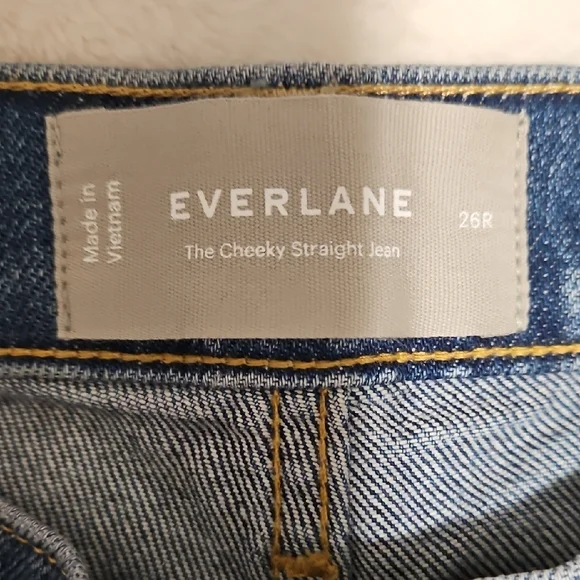 Made in
Vietnam
EVERLANE
The Cheeky Straight Jean
26R